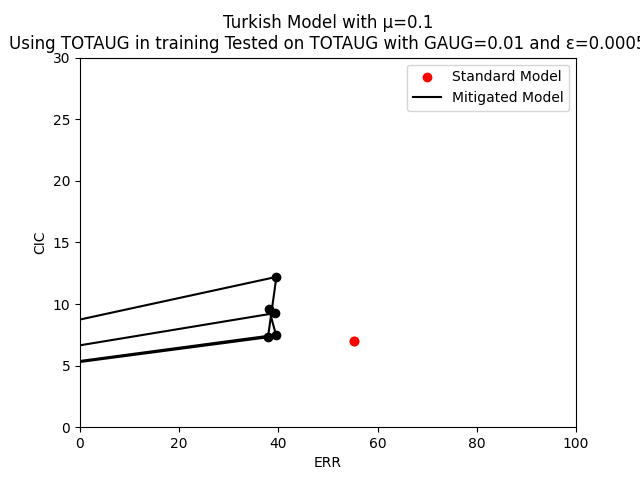 Turkish Model with μ=0.1
Using TOTAUG in training Tested on TOTAUG with GAUG=0.01 and ε=0.0005
Standard Model
Mitigated Model
30
25
20
15
10
5
0
CIC
0 20 40 60 80 100
ERR